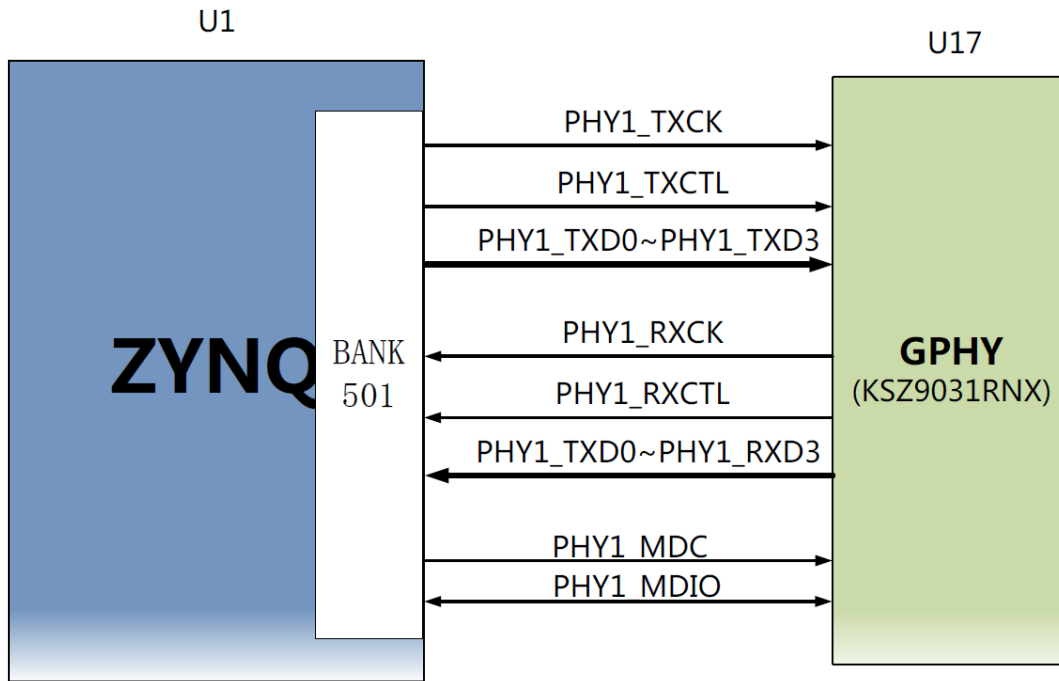 U1
U17
PHY1_TXCK
PHY1_TXCTL
PHY1_TXD0~PHY1_TXD3
PHY1_RXCK
ZYNQ
BANK
501
GPHY
(KSZ9031RNX)
PHY1_RXCTL
PHY1_TXD0~PHY1_RXD3
PHY1_MDC
PHY1_MDIO